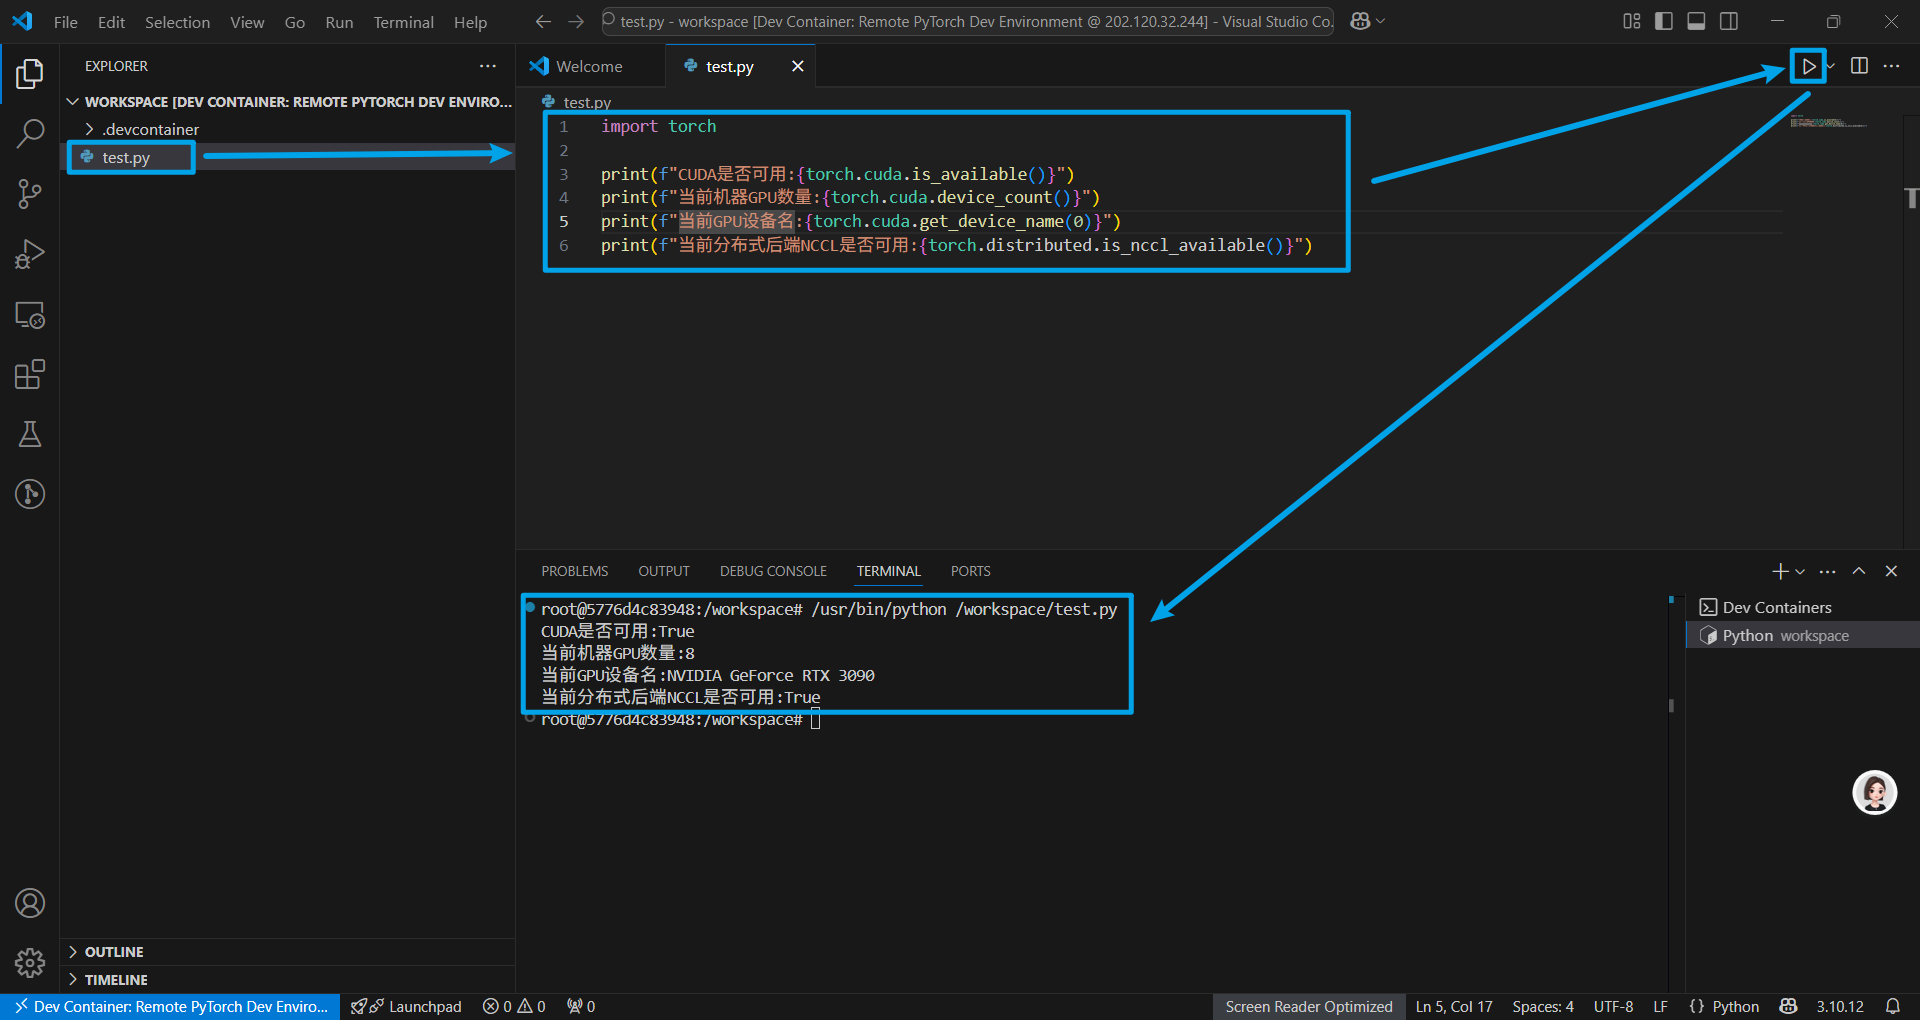 File Edit Selection View Go Run Terminal Help
test.py - workspace [Dev Container: Remote PyTorch Dev Environment @ 202.120.32.244] - Visual Studio Co.
EXPLORER
WORKSPACE [DEV CONTAINER: REMOTE PYTORCH DEV ENVIRO...
.devcontainer
test.py
Welcome
test.py
test.py
1 import torch
2
3 print(f"CUDA是否可用:{torch.cuda.is_available()}")
4 print(f"当前机器GPU数量:{torch.cuda.device_count()}")
5 print(f"当前GPU设备名:{torch.cuda.get_device_name(0)}")
6 print(f"当前分布式后端NCCL是否可用:{torch.distributed.is_nccl_available()}")
PROBLEMS OUTPUT DEBUG CONSOLE TERMINAL PORTS
root@5776d4c83948:/workspace# /usr/bin/python /workspace/test.py
CUDA是否可用:True
当前机器GPU数量:8
当前GPU设备名:NVIDIA GeForce RTX 3090
当前分布式后端NCCL是否可用:True
root@5776d4c83948:/workspace#
Dev Containers
Python workspace
OUTLINE
TIMELINE
Dev Container: Remote PyTorch Dev Enviro... Launchpad 0 0 0 Screen Reader Optimized Ln 5, Col 17 Spaces: 4 UTF-8 LF {} Python 3.10.12